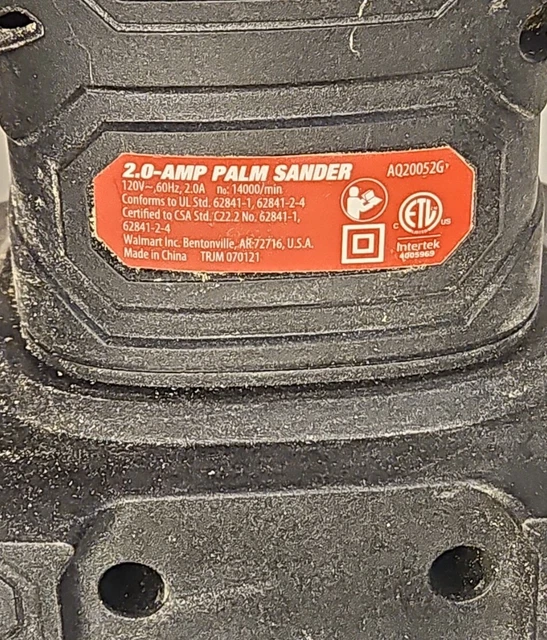 2.0-AMP PALM SANDER AQ20052G
120V~,60Hz, 2.0A n₀: 14000/min
Conforms to UL Std. 62841-1, 62841-2-4
Certified to CSA Std. C22.2 No. 62841-1,
62841-2-4
Walmart Inc. Bentonville, AR 72716, U.S.A.
Made in China TRJM 070121
C ETL US
Intertek
4005969